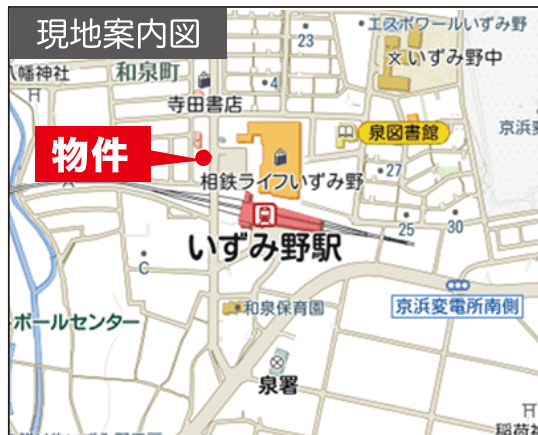 現地案内図
エスポワールいずみ野
23
いずみ野中
八幡神社
和泉町
4
寺田書店
泉図書館
京浜
物件
27
相鉄ライフいずみ野
A
25
30
いずみ野駅
C
京浜変電所南側
和泉保育園
ボールセンター
泉署
稲荷神